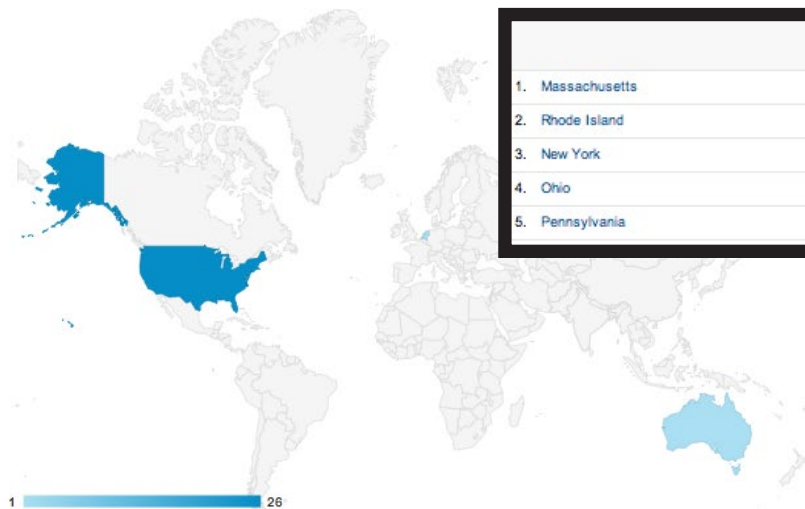 1. Massachusetts
2. Rhode Island
3. New York
4. Ohio
5. Pennsylvania
1 26